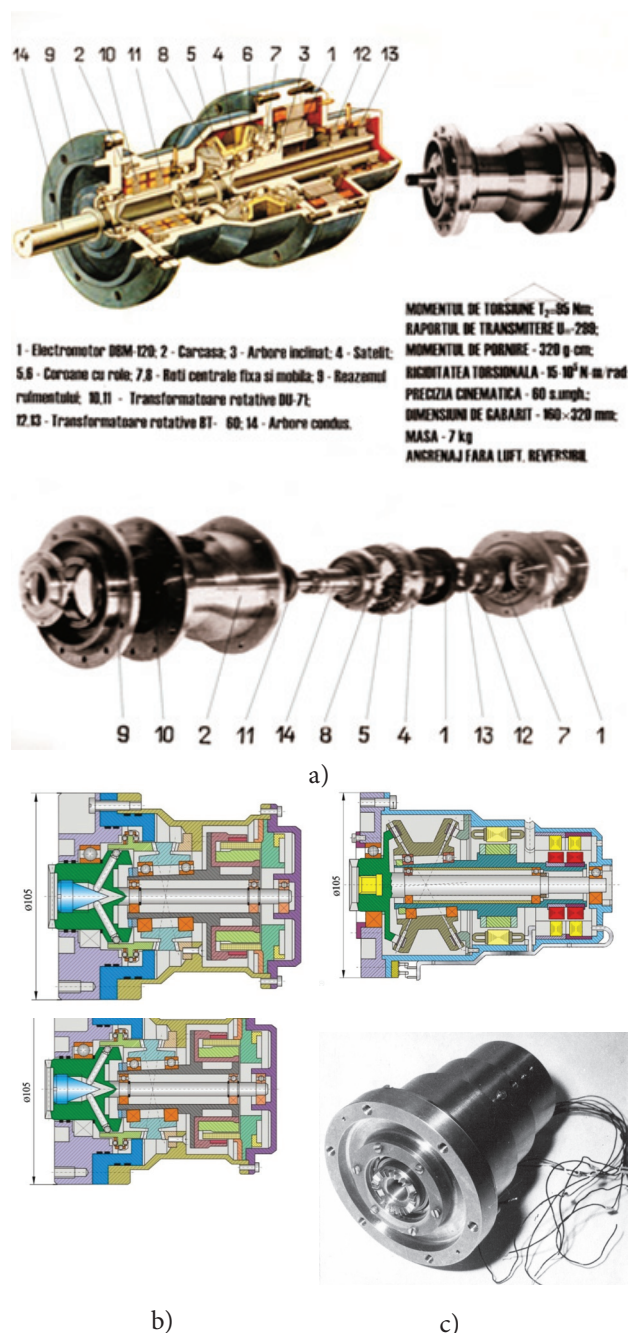 14 9 2 10 11 8 5 4 6 7 3 1 12 13
1 - Electromotor DBM-120; 2 - Carcasa; 3 - Arbore inclinat; 4 - Satelit;
5,6 - Coroane cu role; 7,8 - Roti centrale fixa si mobila; 9 - Reazemul
rulmentului; 10,11 - Transformatoare rotative DU-71;
12,13 - Transformatoare rotative BT- 60; 14 - Arbore condus.
MOMENTUL DE TORSIUNE T₂=95 Nm;
RAPORTUL DE TRANSMITERE U=-299;
MOMENTUL DE PORNIRE - 320 g·cm;
RIGIDITATEA TORSIONALA - 15·10³ N·m/rad
PRECIZIA CINEMATICA - 60 s.ungh.;
DIMENSIUNI DE GABARIT - 160×320 mm;
MASA - 7 kg
ANGRENAJ FARA LUFT. REVERSIBIL
9 10 2 11 14 8 5 4 1 13 12 7 1
a)
ø105
ø105
ø105
b)
c)